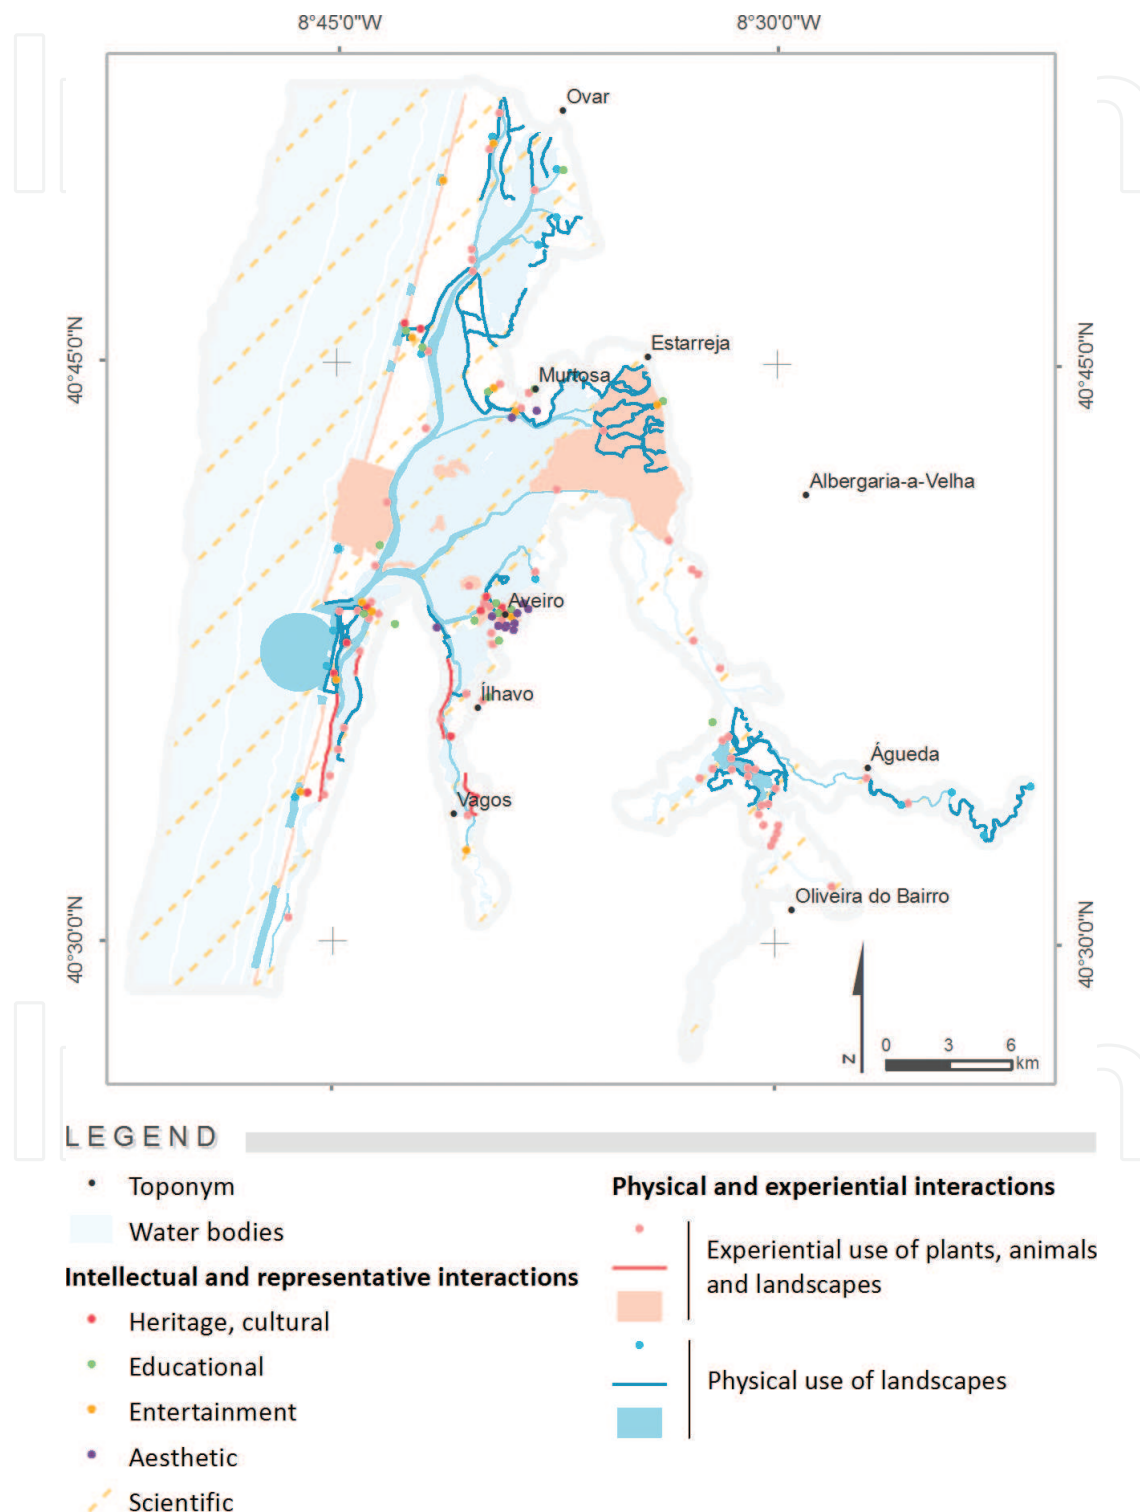 8°45'0"W
8°30'0"W
Ovar
Estarreja
40°45'0"N
40°45'0"N
Murtosa
Albergaria-a-Velha
Aveiro
Ílhavo
Águeda
Vagos
Oliveira do Bairro
40°30'0"N
40°30'0"N
N
0 3 6
km
LEGEND
Toponym
Water bodies
Intellectual and representative interactions
Heritage, cultural
Educational
Entertainment
Aesthetic
Scientific
Physical and experiential interactions
Experiential use of plants, animals
and landscapes
Physical use of landscapes